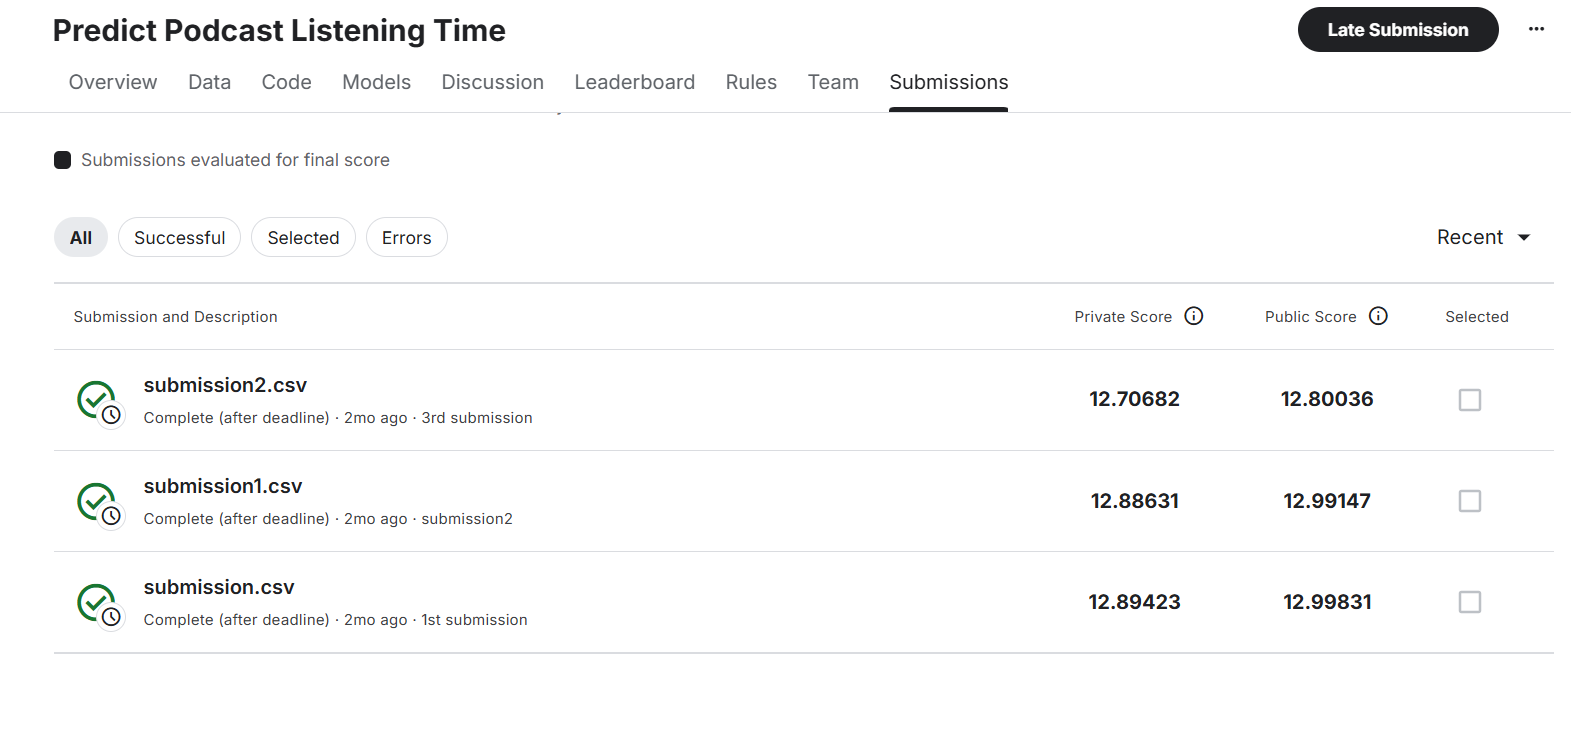 Predict Podcast Listening Time
Late Submission
Overview Data Code Models Discussion Leaderboard Rules Team Submissions
Submissions evaluated for final score
All Successful Selected Errors
Recent
Submission and Description Private Score Public Score Selected
submission2.csv
Complete (after deadline) · 2mo ago · 3rd submission
12.70682 12.80036
submission1.csv
Complete (after deadline) · 2mo ago · submission2
12.88631 12.99147
submission.csv
Complete (after deadline) · 2mo ago · 1st submission
12.89423 12.99831